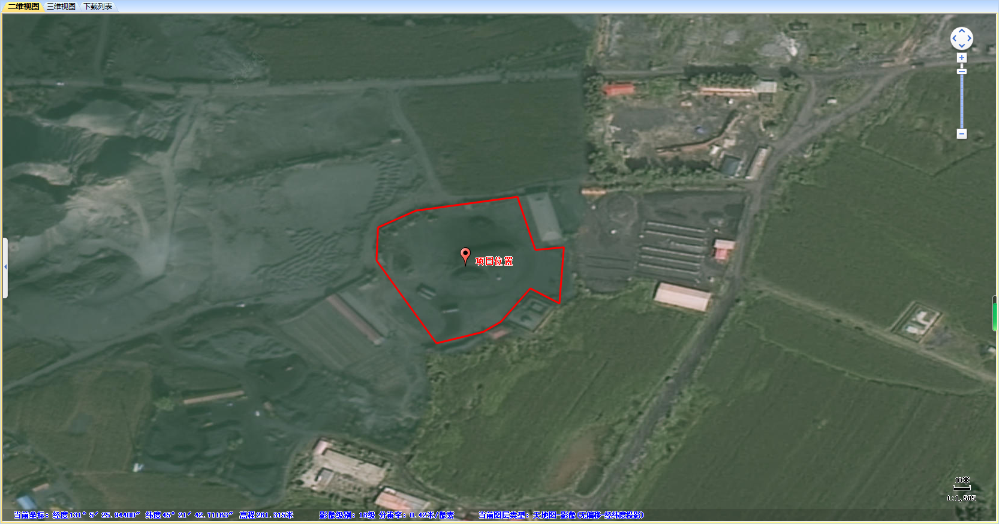 二维视图 三维视图 下载列表
项目位置
10米
1:1,585
当前坐标: 经度131° 5′ 25.94400″ 纬度45° 21′ 42.71163″ 高程261.315米 影像级别: 18级 分辨率: 0.42米/像素 当前图层类型: 天地图-影像(无偏移-经纬度投影)